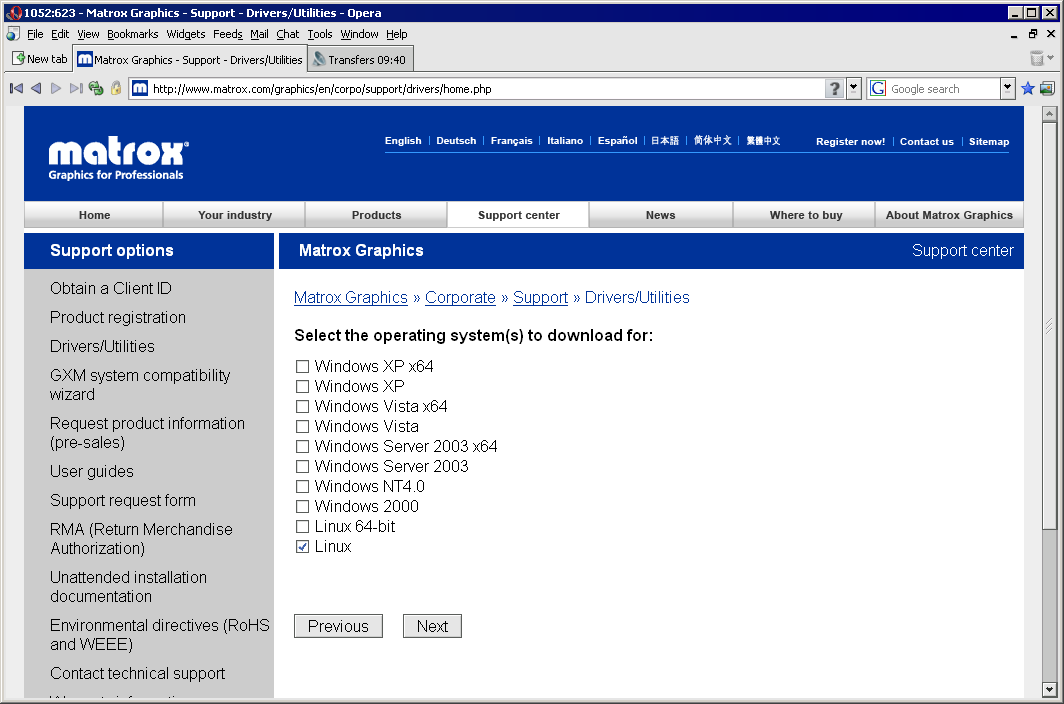 1052:623 - Matrox Graphics - Support - Drivers/Utilities - Opera
File Edit View Bookmarks Widgets Feeds Mail Chat Tools Window Help
New tab
Matrox Graphics - Support - Drivers/Utilities
Transfers 09:40
http://www.matrox.com/graphics/en/corpo/support/drivers/home.php
?
G Google search
English | Deutsch | Français | Italiano | Español | 日本語 | 简体中文 | 繁體中文
Register now! | Contact us | Sitemap
matrox®
Graphics for Professionals
Home
Your industry
Products
Support center
News
Where to buy
About Matrox Graphics
Support options
Obtain a Client ID
Product registration
Drivers/Utilities
GXM system compatibility
wizard
Request product information
(pre-sales)
User guides
Support request form
RMA (Return Merchandise
Authorization)
Unattended installation
documentation
Environmental directives (RoHS
and WEEE)
Contact technical support
Matrox Graphics
Support center
Matrox Graphics » Corporate » Support » Drivers/Utilities
Select the operating system(s) to download for:
Windows XP x64
Windows XP
Windows Vista x64
Windows Vista
Windows Server 2003 x64
Windows Server 2003
Windows NT4.0
Windows 2000
Linux 64-bit
Linux
Previous
Next